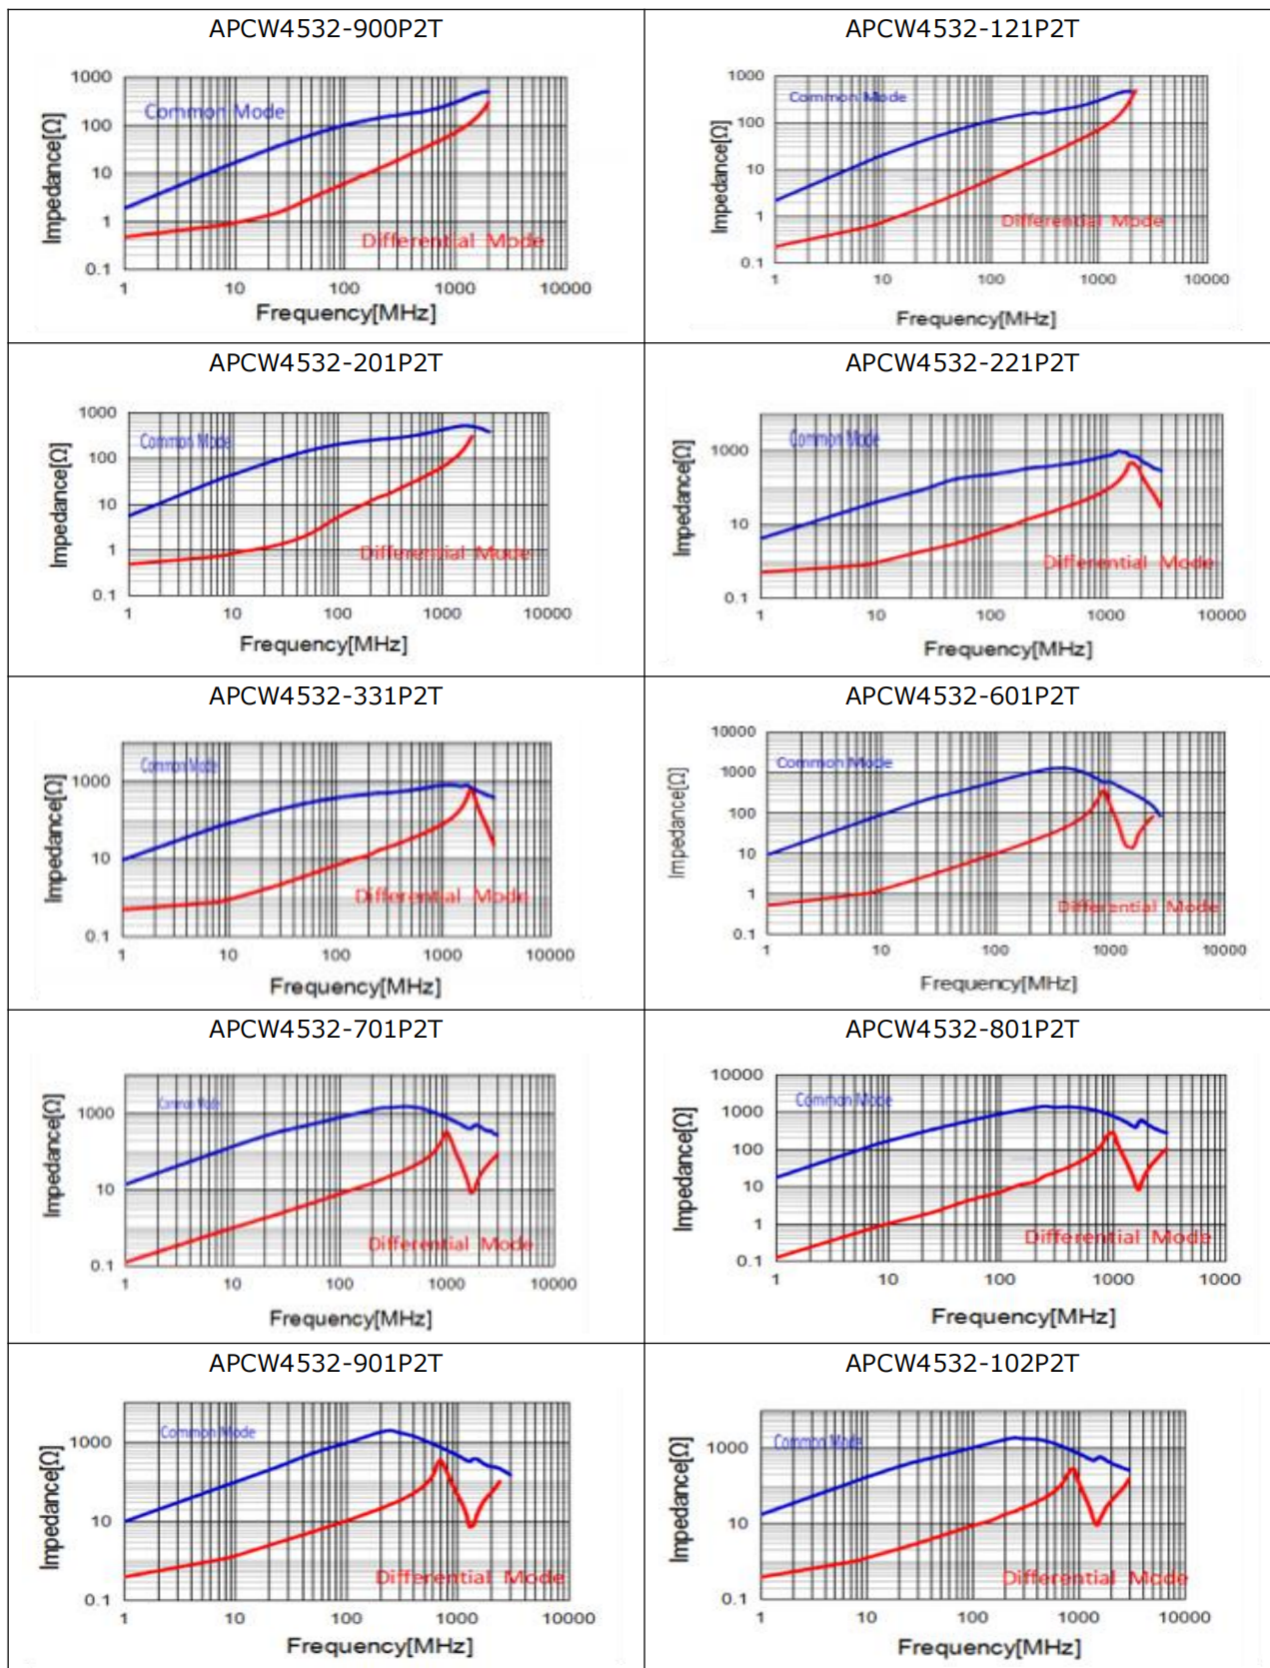 APCW4532-900P2T
1000
100
10
1
0.1
Impedance[Ω]
Common Mode
Differential Mode
1 10 100 1000 10000
Frequency[MHz]
APCW4532-121P2T
1000
100
10
1
0.1
Impedance[Ω]
Common Mode
Differential Mode
1 10 100 1000 10000
Frequency[MHz]
APCW4532-201P2T
1000
100
10
1
0.1
Impedance[Ω]
Common Mode
Differential Mode
1 10 100 1000 10000
Frequency[MHz]
APCW4532-221P2T
1000
10
0.1
Impedance[Ω]
Common Mode
Differential Mode
1 10 100 1000 10000
Frequency[MHz]
APCW4532-331P2T
1000
10
0.1
Impedance[Ω]
Common Mode
Differential Mode
1 10 100 1000 10000
Frequency[MHz]
APCW4532-601P2T
10000
1000
100
10
1
0.1
Impedance[Ω]
Common Mode
Differential Mode
1 10 100 1000 10000
Frequency[MHz]
APCW4532-701P2T
1000
10
0.1
Impedance[Ω]
Common Mode
Differential Mode
1 10 100 1000 10000
Frequency[MHz]
APCW4532-801P2T
10000
1000
100
10
1
0.1
Impedance[Ω]
Common Mode
Differential Mode
1 10 100 1000 1000
Frequency[MHz]
APCW4532-901P2T
1000
10
0.1
Impedance[Ω]
Common Mode
Differential Mode
1 10 100 1000 10000
Frequency[MHz]
APCW4532-102P2T
1000
10
0.1
Impedance[Ω]
Common Mode
Differential Mode
1 10 100 1000 10000
Frequency[MHz]